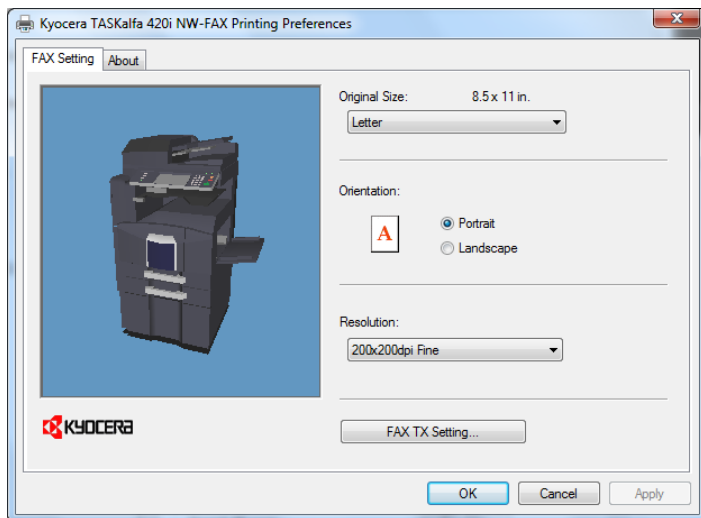 Kyocera TASKalfa 420i NW-FAX Printing Preferences
FAX Setting
About
Original Size: 8.5 x 11 in.
Letter
Orientation:
A
Portrait
Landscape
Resolution:
200x200dpi Fine
KYOCERA
FAX TX Setting...
OK
Cancel
Apply